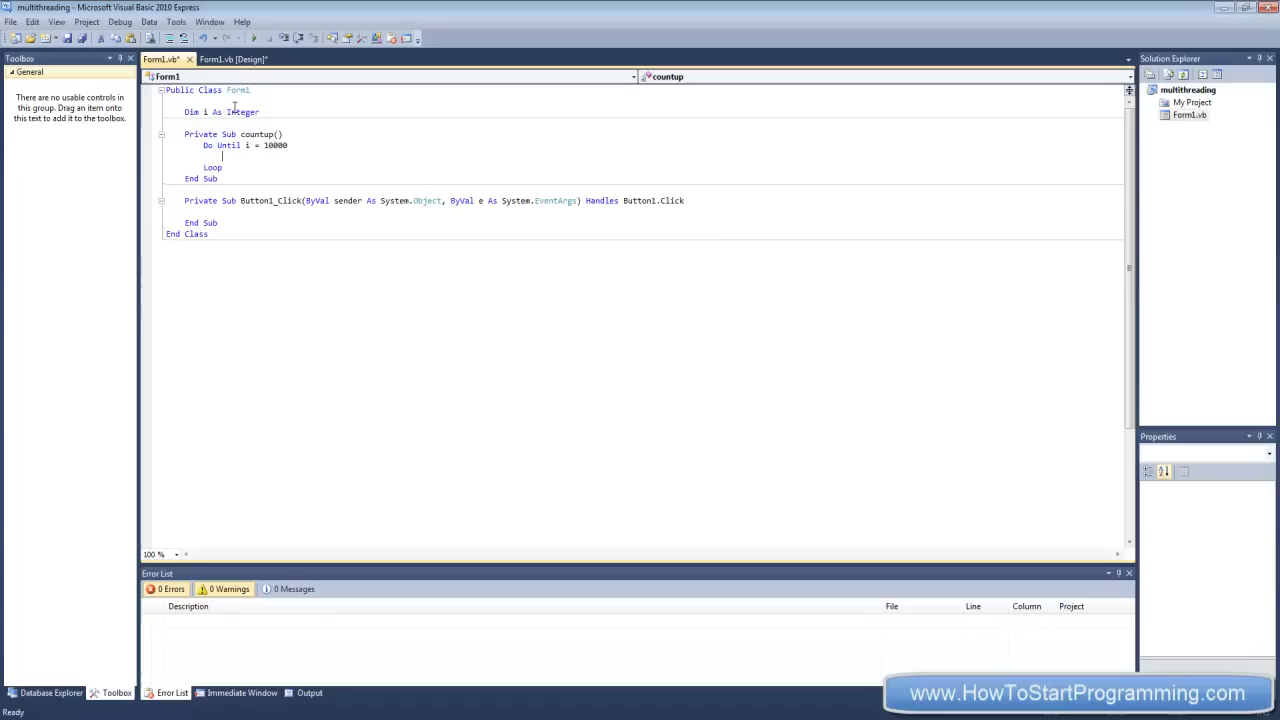 multithreading - Microsoft Visual Basic 2010 Express
File Edit View Project Debug Data Tools Window Help
Toolbox
General
There are no usable controls in
this group. Drag an item onto
this text to add it to the toolbox.
Form1.vb* Form1.vb [Design]*
Form1 countup
Public Class Form1
Dim i As Integer
Private Sub countup()
Do Until i = 10000
Loop
End Sub
Private Sub Button1_Click(ByVal sender As System.Object, ByVal e As System.EventArgs) Handles Button1.Click
End Sub
End Class
100 %
Solution Explorer
multithreading
My Project
Form1.vb
Properties
Error List
0 Errors 0 Warnings 0 Messages
Description File Line Column Project
Database Explorer Toolbox Error List Immediate Window Output
Ready
www.HowToStartProgramming.com